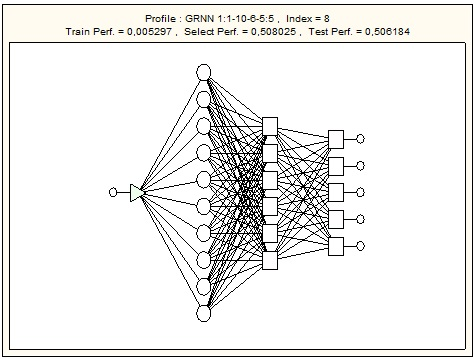 Profile : GRNN 1:1-10-6-5:5 , Index = 8
Train Perf. = 0,005297 , Select Perf. = 0,508025 , Test Perf. = 0,506184